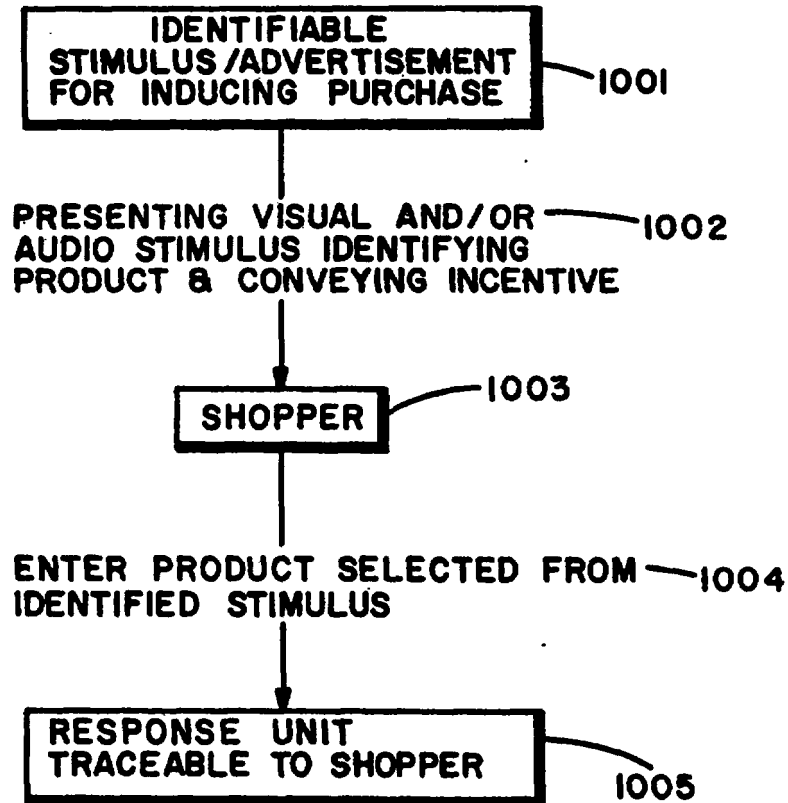 IDENTIFIABLE
STIMULUS/ADVERTISEMENT
FOR INDUCING PURCHASE
1001
PRESENTING VISUAL AND/OR
1002
AUDIO STIMULUS IDENTIFYING
PRODUCT & CONVEYING INCENTIVE
1003
SHOPPER
ENTER PRODUCT SELECTED FROM
1004
IDENTIFIED STIMULUS
RESPONSE UNIT
TRACEABLE TO SHOPPER
1005